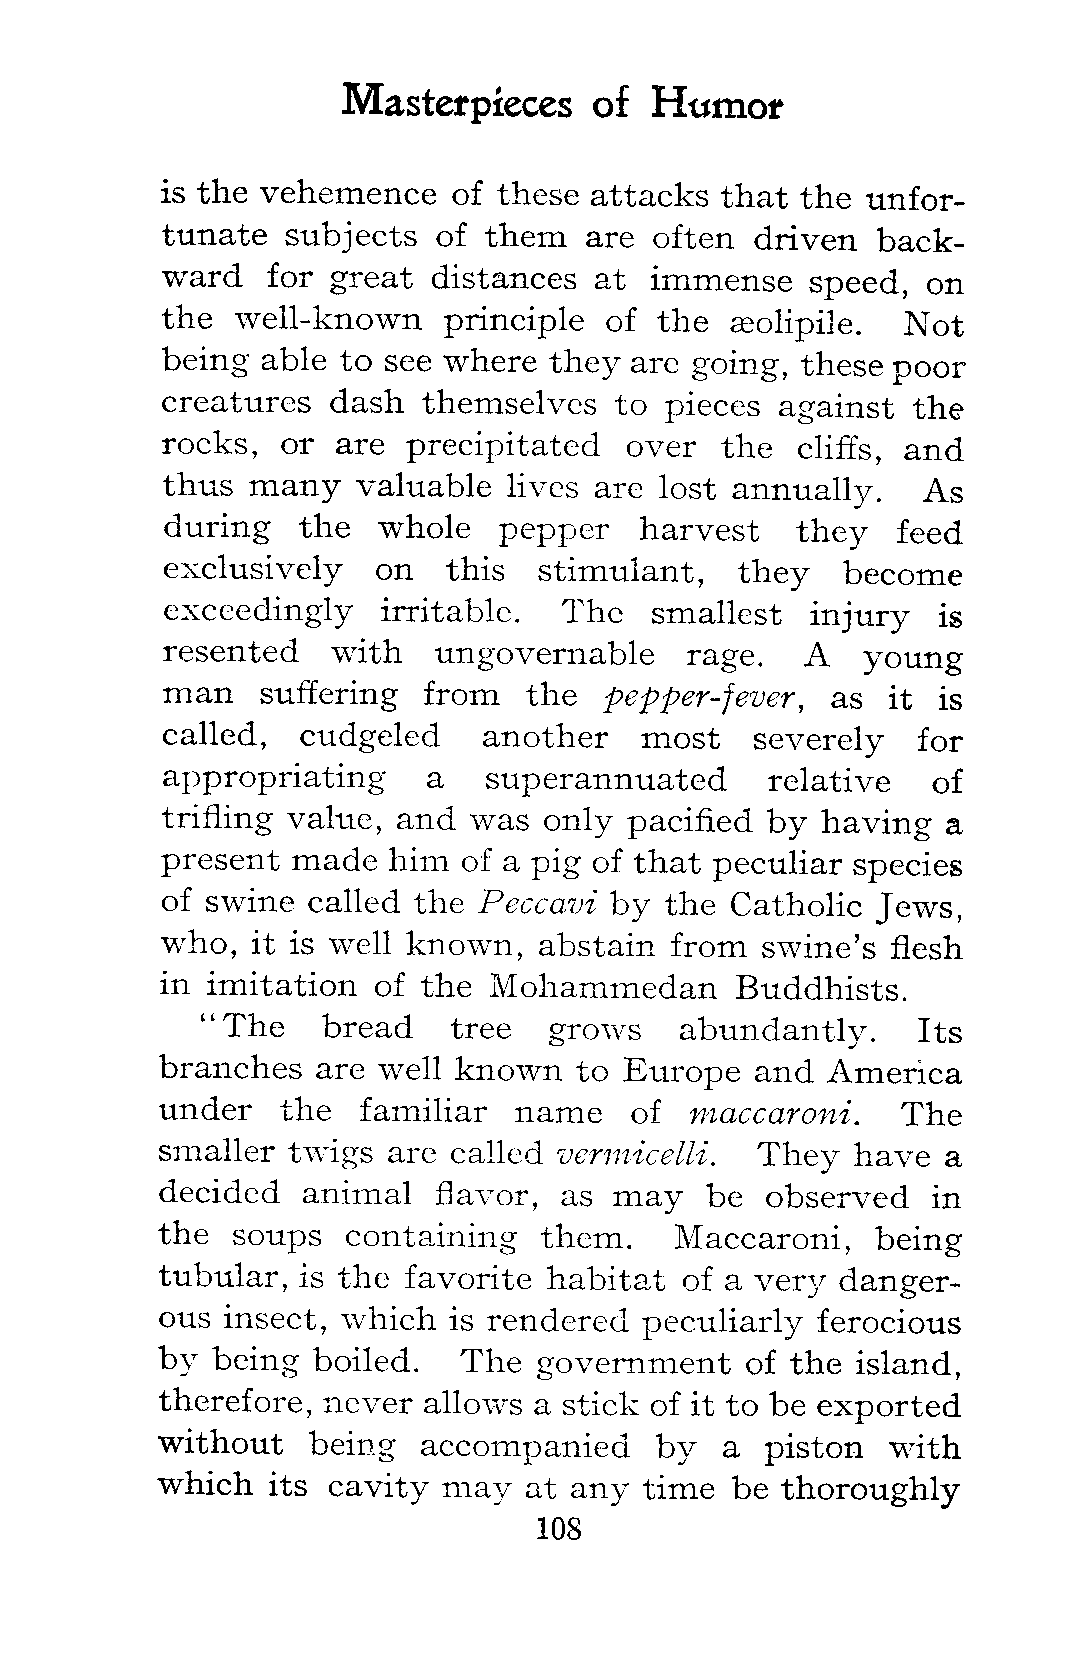 Masterpieces of Humor
is the vehemence of these attacks that the unfor-
tunate subjects of them are often driven back-
ward for great distances at immense speed, on
the well-known principle of the æolipile. Not
being able to see where they are going, these poor
creatures dash themselves to pieces against the
rocks, or are precipitated over the cliffs, and
thus many valuable lives are lost annually. As
during the whole pepper harvest they feed
exclusively on this stimulant, they become
exceedingly irritable. The smallest injury is
resented with ungovernable rage. A young
man suffering from the pepper-fever, as it is
called, cudgeled another most severely for
appropriating a superannuated relative of
trifling value, and was only pacified by having a
present made him of a pig of that peculiar species
of swine called the Peccavi by the Catholic Jews,
who, it is well known, abstain from swine's flesh
in imitation of the Mohammedan Buddhists.
"The bread tree grows abundantly. Its
branches are well known to Europe and America
under the familiar name of maccaroni. The
smaller twigs are called vermicelli. They have a
decided animal flavor, as may be observed in
the soups containing them. Maccaroni, being
tubular, is the favorite habitat of a very danger-
ous insect, which is rendered peculiarly ferocious
by being boiled. The government of the island,
therefore, never allows a stick of it to be exported
without being accompanied by a piston with
which its cavity may at any time be thoroughly
108